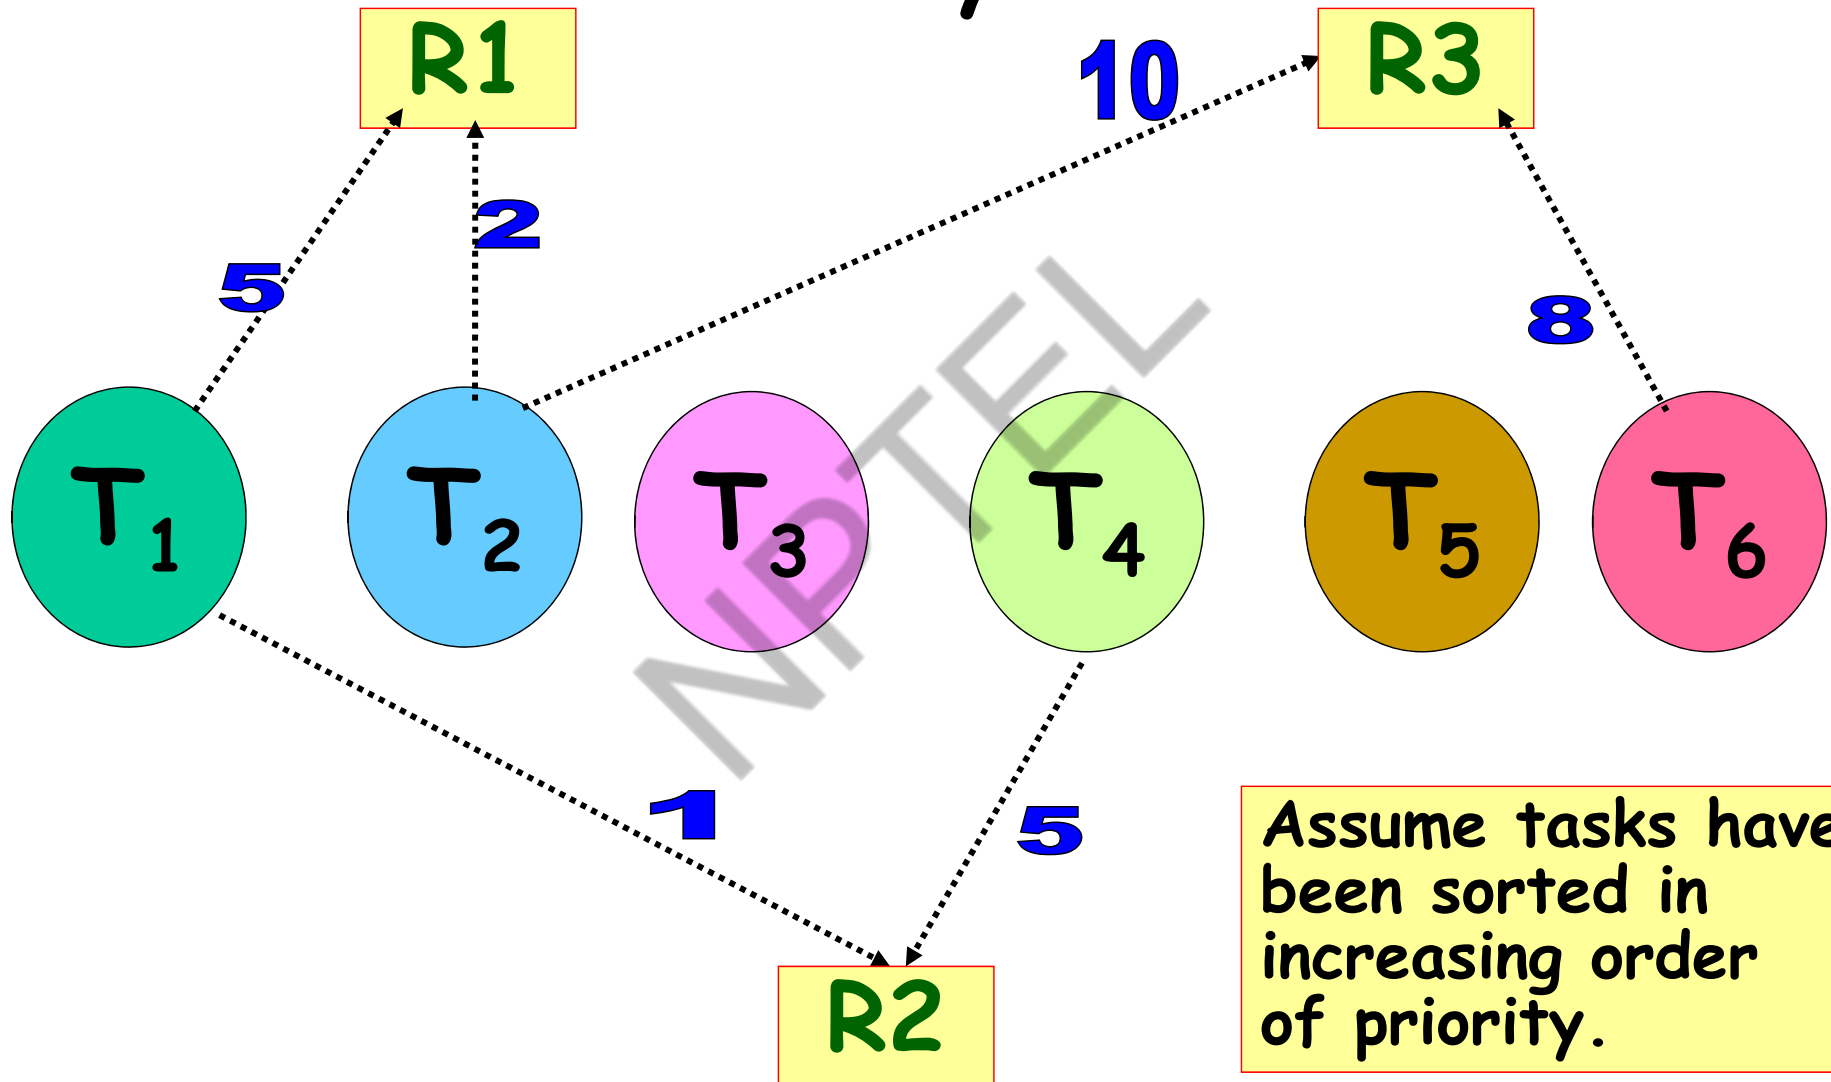 R1
10
R3
2
5
8
T1
T2
T3
T4
T5
T6
NPTEL
1
5
Assume tasks have
been sorted in
increasing order
of priority.
R2